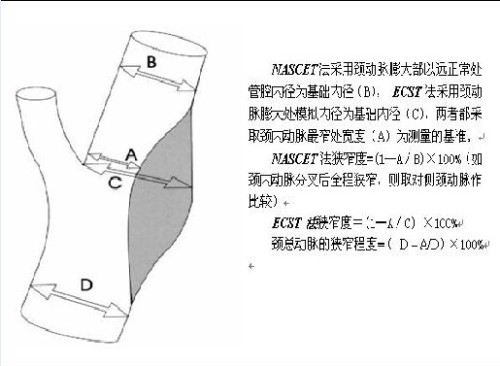 B
A
C
D
NASCET法采用颈动脉膨大部以远正常处
管腔内径为基础内径(B); ECST法采用颈动
脉膨大处模拟内径为基础内径(C),两者都采
取颈内动脉最窄处宽度(A)为测量的基准。
NASCET法狭窄度=(1—A/B)×100%(如
颈内动脉分叉后全程狭窄,则取对侧颈动脉作
比较)
ECST法狭窄度=(1—A/C)×100%
颈总动脉的狭窄程度=( D-A/D)×100%